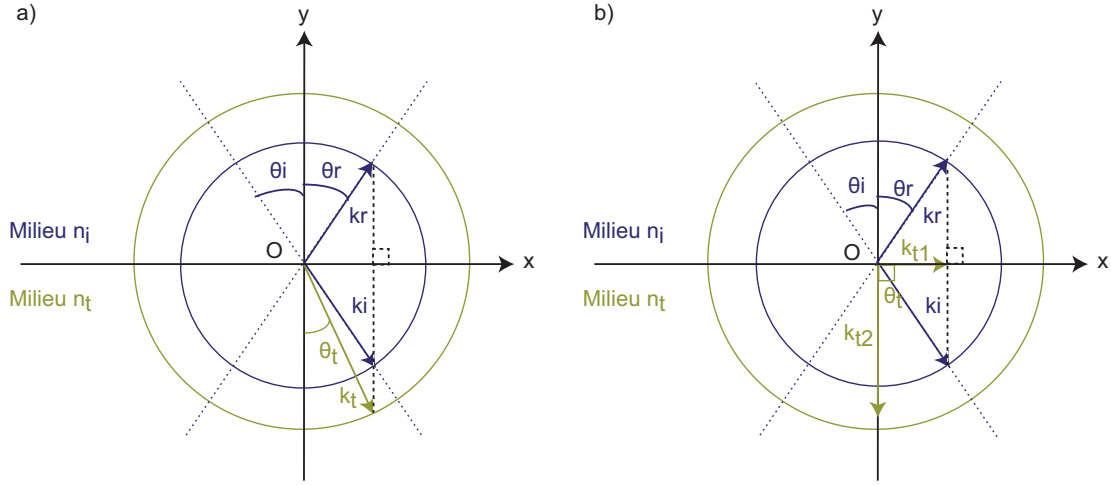 a)
y
θi
θr
kr
Milieu nᵢ
O
x
Milieu nₜ
ki
θₜ
kₜ
b)
y
θi
θr
kr
Milieu nᵢ
O
kₜ₁
x
Milieu nₜ
θₜ
ki
kₜ₂